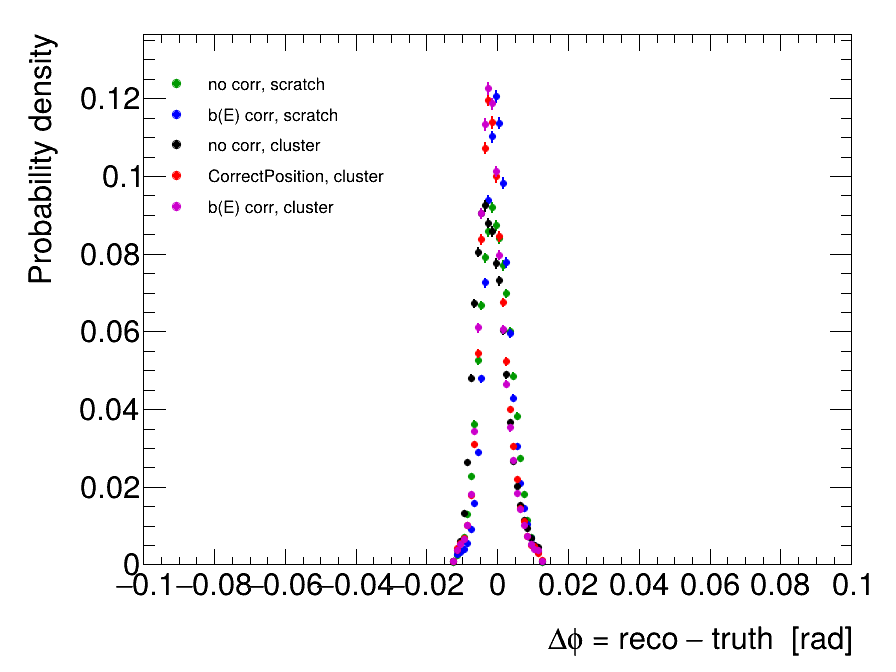 Probability density
0.12
0.1
0.08
0.06
0.04
0.02
0
no corr, scratch
b(E) corr, scratch
no corr, cluster
CorrectPosition, cluster
b(E) corr, cluster
−0.1 −0.08 −0.06 −0.04 −0.02 0 0.02 0.04 0.06 0.08 0.1
Δϕ = reco − truth [rad]